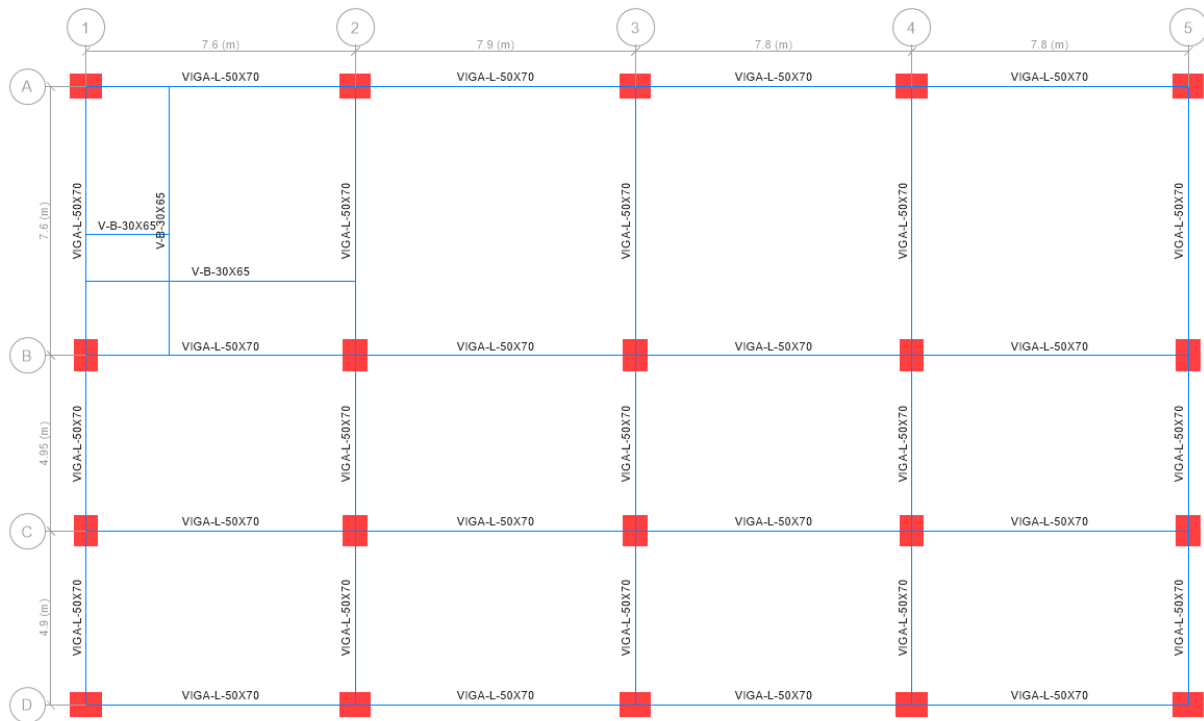 1 2 3 4 5
7.6 (m) 7.9 (m) 7.8 (m) 7.8 (m)
A
VIGA-L-50X70 VIGA-L-50X70 VIGA-L-50X70 VIGA-L-50X70
7.6 (m)
VIGA-L-50X70
V-B-30X65
V-B-30X65
VIGA-L-50X70
VIGA-L-50X70
VIGA-L-50X70
VIGA-L-50X70
V-B-30X65
B
VIGA-L-50X70 VIGA-L-50X70 VIGA-L-50X70 VIGA-L-50X70
4.95 (m)
VIGA-L-50X70
VIGA-L-50X70
VIGA-L-50X70
VIGA-L-50X70
VIGA-L-50X70
C
VIGA-L-50X70 VIGA-L-50X70 VIGA-L-50X70 VIGA-L-50X70
4.9 (m)
VIGA-L-50X70
VIGA-L-50X70
VIGA-L-50X70
VIGA-L-50X70
VIGA-L-50X70
D
VIGA-L-50X70 VIGA-L-50X70 VIGA-L-50X70 VIGA-L-50X70